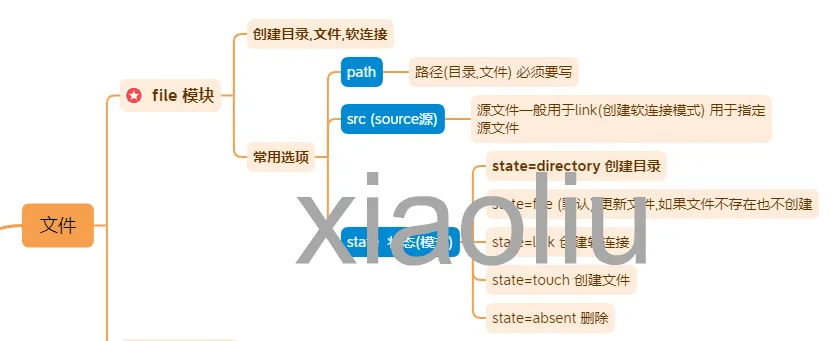 创建目录,文件,软连接
file 模块
path
路径(目录,文件) 必须要写
src (source源)
源文件一般用于link(创建软连接模式) 用于指定
源文件
常用选项
state=directory 创建目录
文件
state=file (默认) 更新文件,如果文件不存在也不创建
state 状态(模式)
state=link 创建软连接
state=touch 创建文件
state=absent 删除
xiaoliu